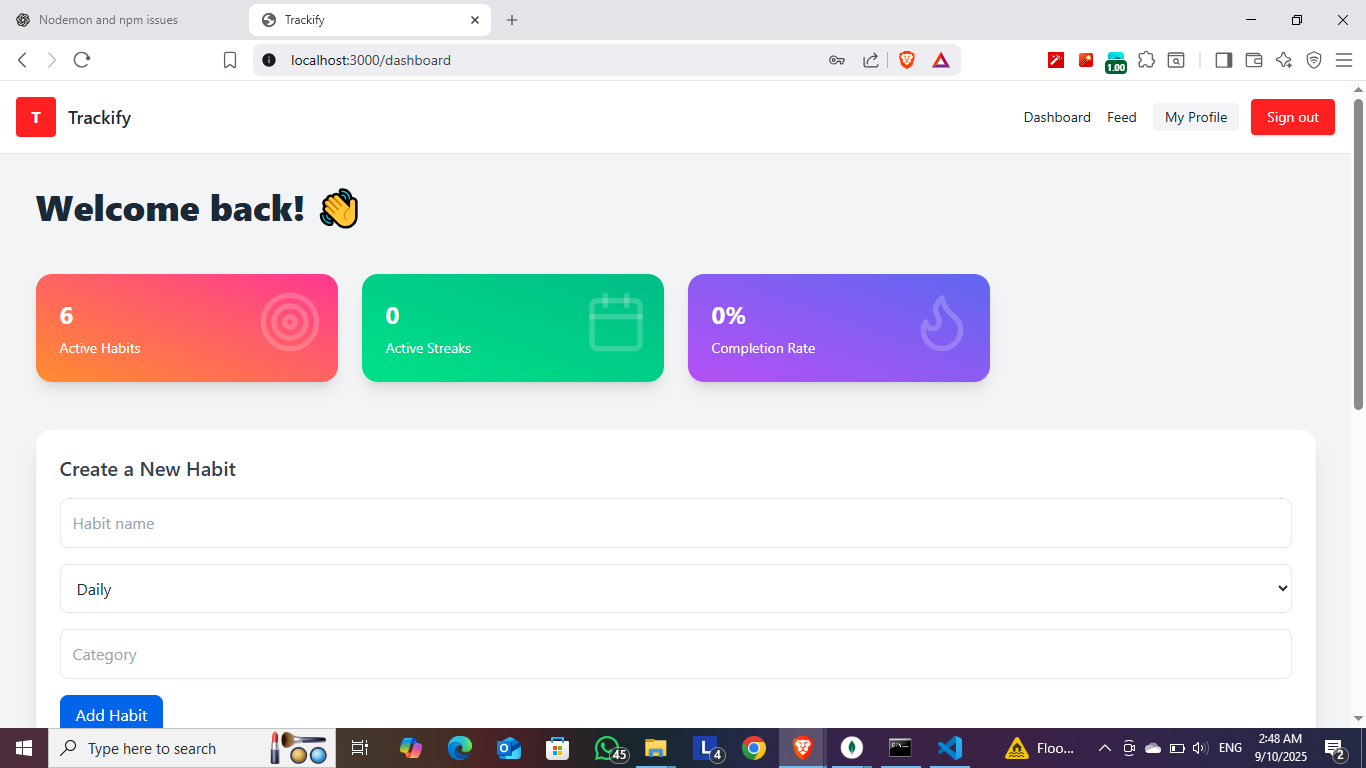 Nodemon and npm issues
Trackify
localhost:3000/dashboard
1.00
T
Trackify
Dashboard
Feed
My Profile
Sign out
Welcome back! 👋
6
Active Habits
0
Active Streaks
0%
Completion Rate
Create a New Habit
Habit name
Daily
Category
Add Habit
Type here to search
45
L
4
Floo...
ENG
2:48 AM
9/10/2025
2